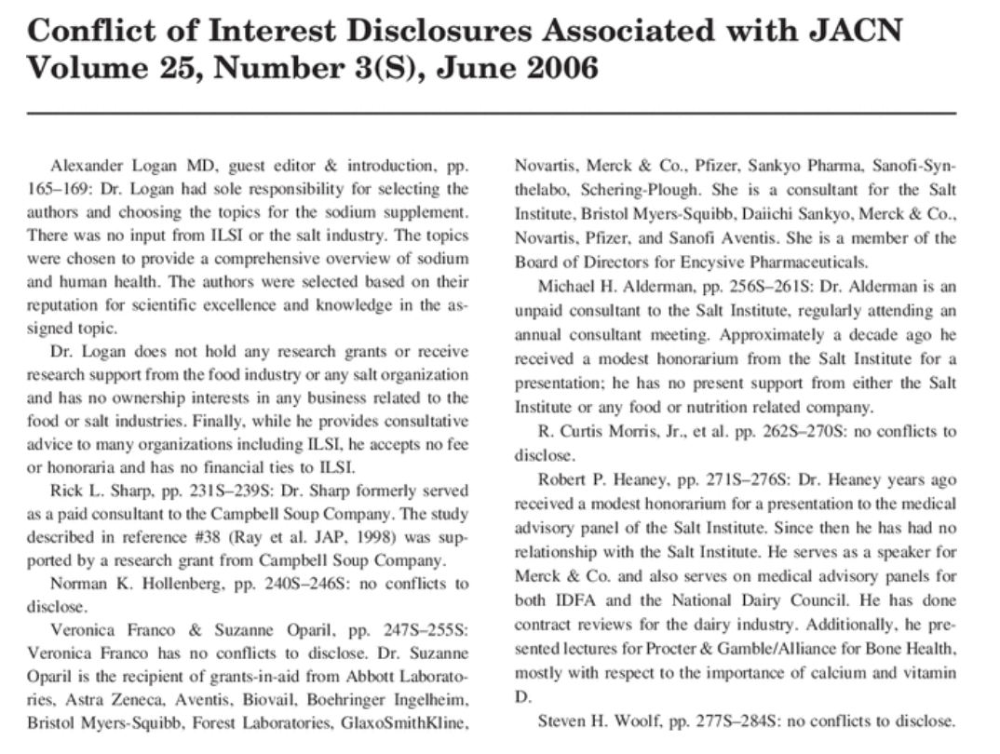 Conflict of Interest Disclosures Associated with JACN
Volume 25, Number 3(S), June 2006
Alexander Logan MD, guest editor & introduction, pp.
165–169: Dr. Logan had sole responsibility for selecting the
authors and choosing the topics for the sodium supplement.
There was no input from ILSI or the salt industry. The topics
were chosen to provide a comprehensive overview of sodium
and human health. The authors were selected based on their
reputation for scientific excellence and knowledge in the as-
signed topic.
Dr. Logan does not hold any research grants or receive
research support from the food industry or any salt organization
and has no ownership interests in any business related to the
food or salt industries. Finally, while he provides consultative
advice to many organizations including ILSI, he accepts no fee
or honoraria and has no financial ties to ILSI.
Rick L. Sharp, pp. 231S–239S: Dr. Sharp formerly served
as a paid consultant to the Campbell Soup Company. The study
described in reference #38 (Ray et al. JAP, 1998) was sup-
ported by a research grant from Campbell Soup Company.
Norman K. Hollenberg, pp. 240S–246S: no conflicts to
disclose.
Veronica Franco & Suzanne Oparil, pp. 247S–255S:
Veronica Franco has no conflicts to disclose. Dr. Suzanne
Oparil is the recipient of grants-in-aid from Abbott Laborato-
ries, Astra Zeneca, Aventis, Biovail, Boehringer Ingelheim,
Bristol Myers-Squibb, Forest Laboratories, GlaxoSmithKline,
Novartis, Merck & Co., Pfizer, Sankyo Pharma, Sanofi-Syn-
thelabo, Schering-Plough. She is a consultant for the Salt
Institute, Bristol Myers-Squibb, Daiichi Sankyo, Merck & Co.,
Novartis, Pfizer, and Sanofi Aventis. She is a member of the
Board of Directors for Encysive Pharmaceuticals.
Michael H. Alderman, pp. 256S–261S: Dr. Alderman is an
unpaid consultant to the Salt Institute, regularly attending an
annual consultant meeting. Approximately a decade ago he
received a modest honorarium from the Salt Institute for a
presentation; he has no present support from either the Salt
Institute or any food or nutrition related company.
R. Curtis Morris, Jr., et al. pp. 262S–270S: no conflicts to
disclose.
Robert P. Heaney, pp. 271S–276S: Dr. Heaney years ago
received a modest honorarium for a presentation to the medical
advisory panel of the Salt Institute. Since then he has had no
relationship with the Salt Institute. He serves as a speaker for
Merck & Co. and also serves on medical advisory panels for
both IDFA and the National Dairy Council. He has done
contract reviews for the dairy industry. Additionally, he pre-
sented lectures for Procter & Gamble/Alliance for Bone Health,
mostly with respect to the importance of calcium and vitamin
D.
Steven H. Woolf, pp. 277S–284S: no conflicts to disclose.